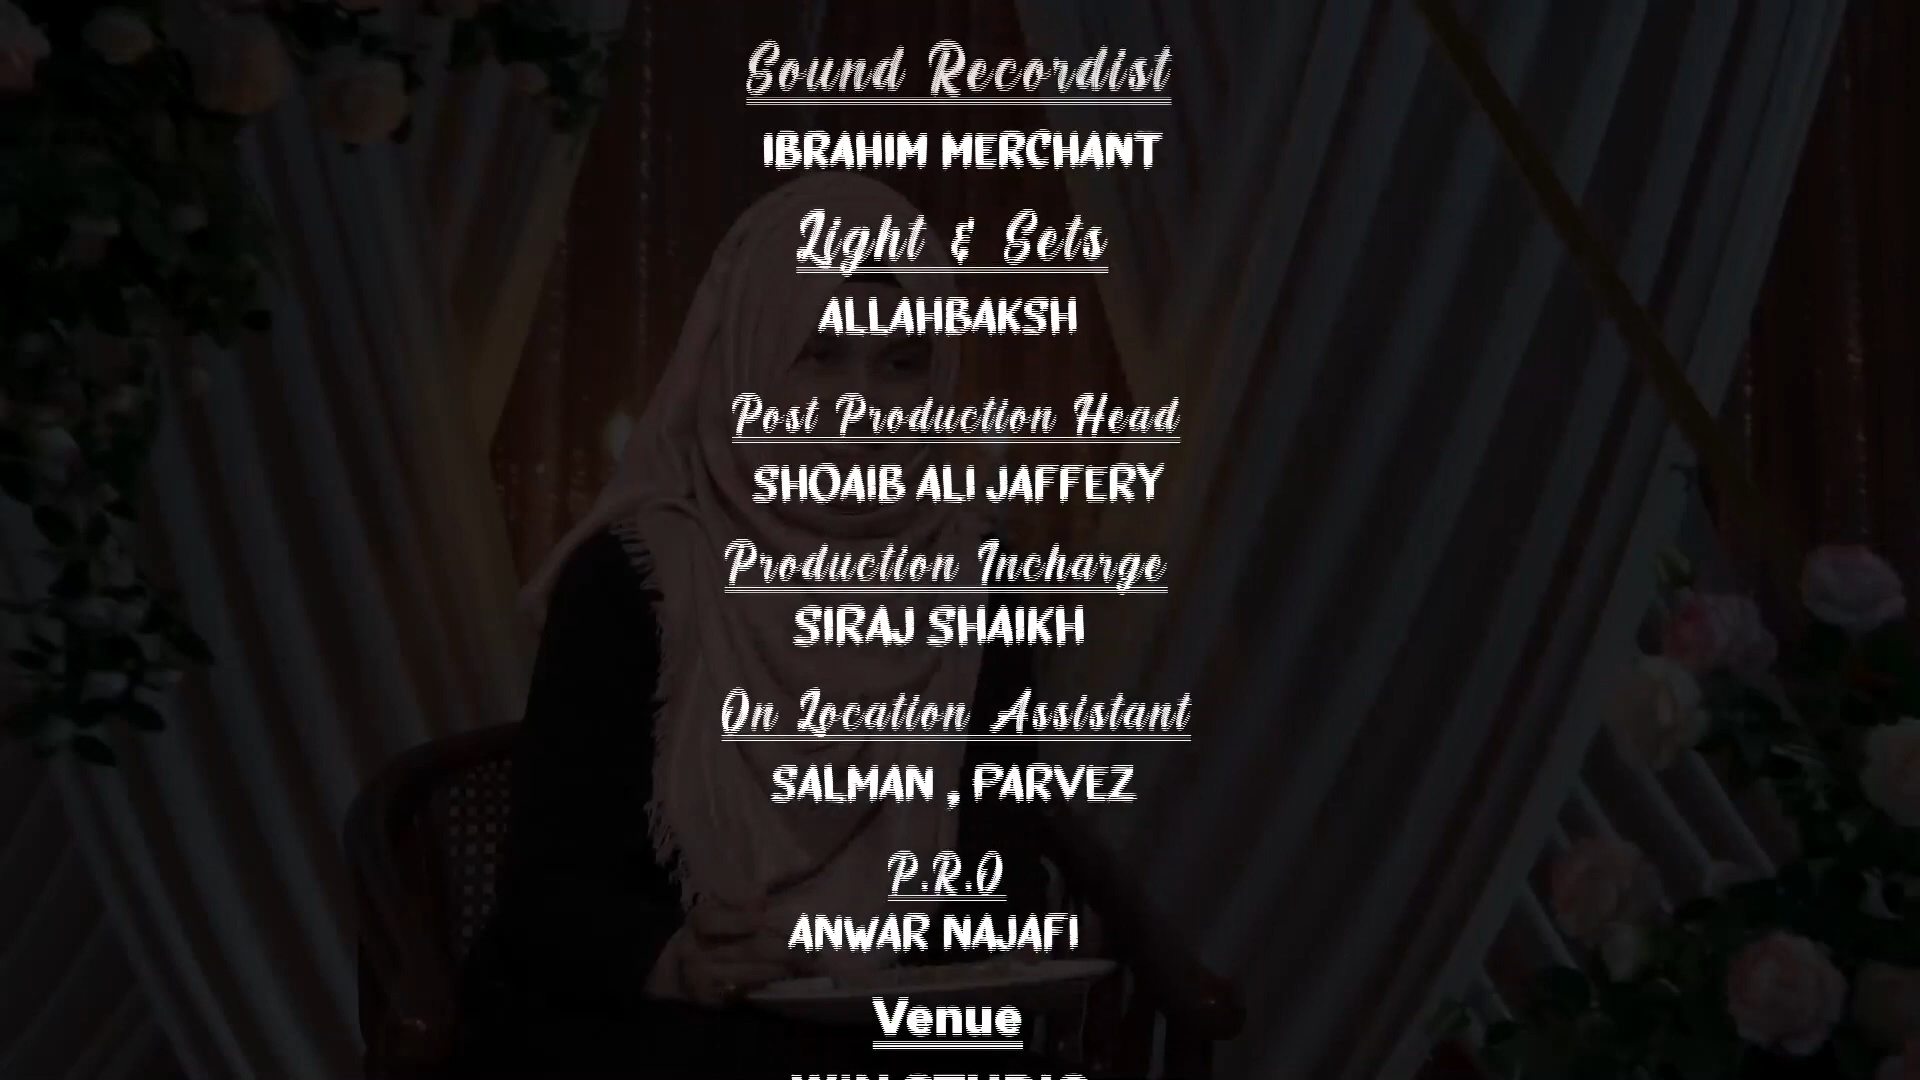 Sound Recordist
IBRAHIM MERCHANT
Light & Sets
ALLAHBAKSH
Post Production Head
SHOAIB ALI JAFFERY
Production Incharge
SIRAJ SHAIKH
On Location Assistant
SALMAN , PARVEZ
P.R.O
ANWAR NAJAFI
Venue